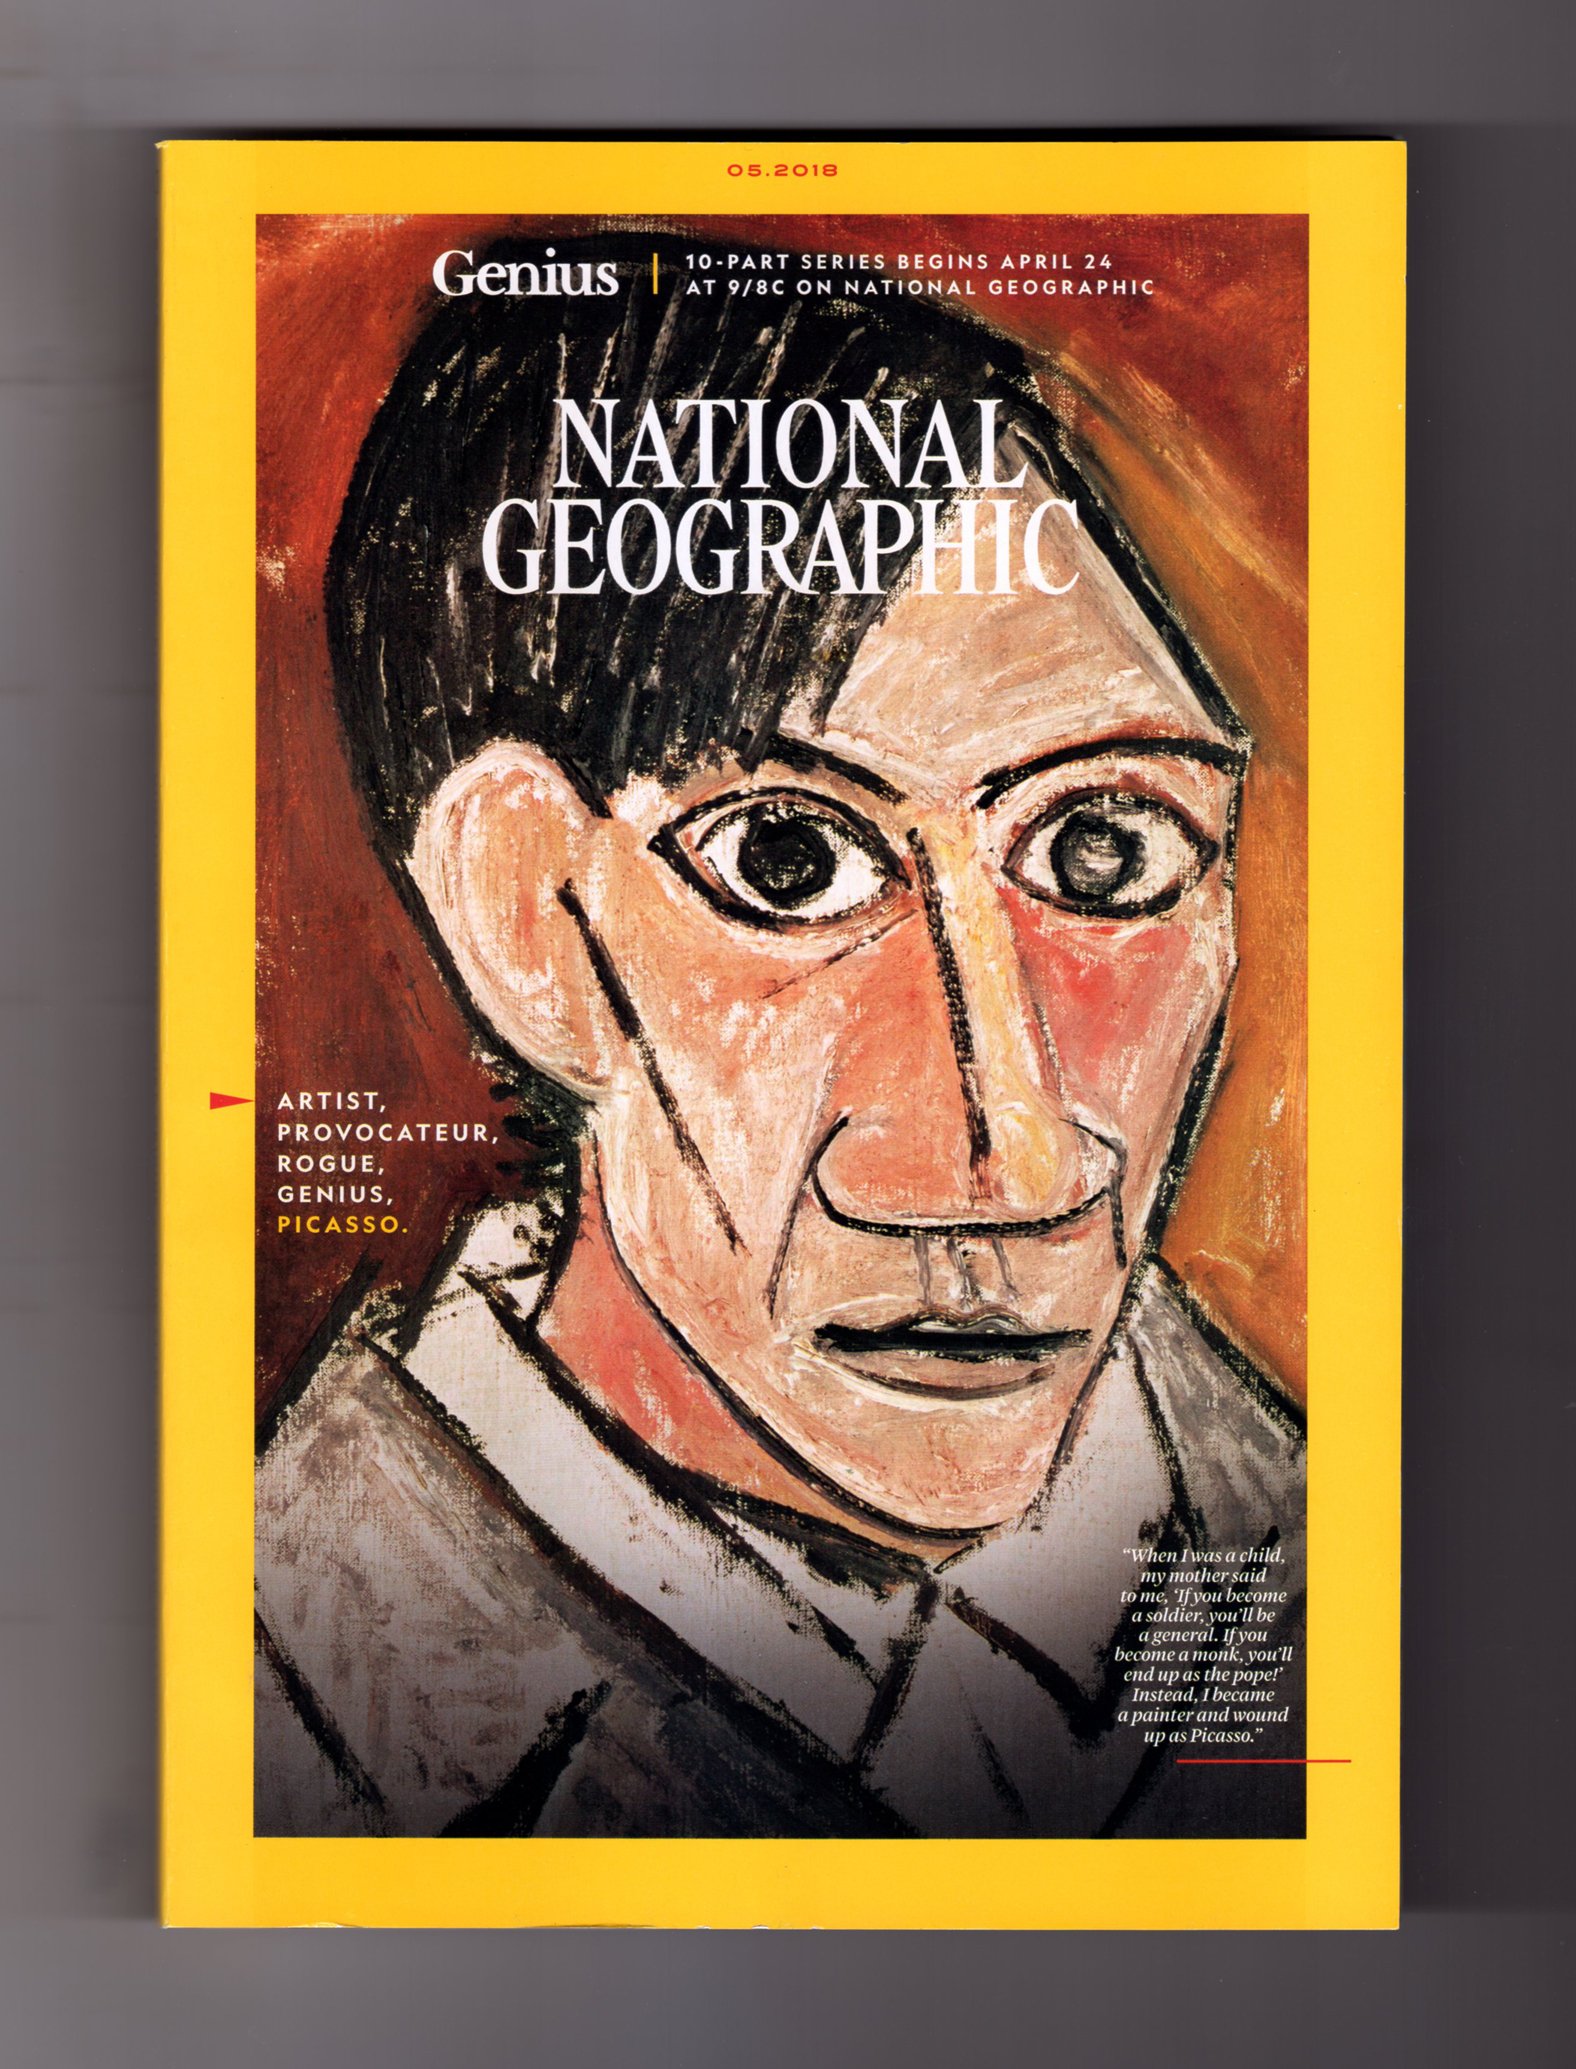 05.2018
Genius
10-PART SERIES BEGINS APRIL 24
AT 9/8C ON NATIONAL GEOGRAPHIC
NATIONAL
GEOGRAPHIC
ARTIST,
PROVOCATEUR,
ROGUE,
GENIUS,
PICASSO.
“When I was a child,
my mother said
to me, ‘If you become
a soldier, you’ll be
a general. If you
become a monk, you’ll
end up as the pope!’
Instead, I became
a painter and wound
up as Picasso.”